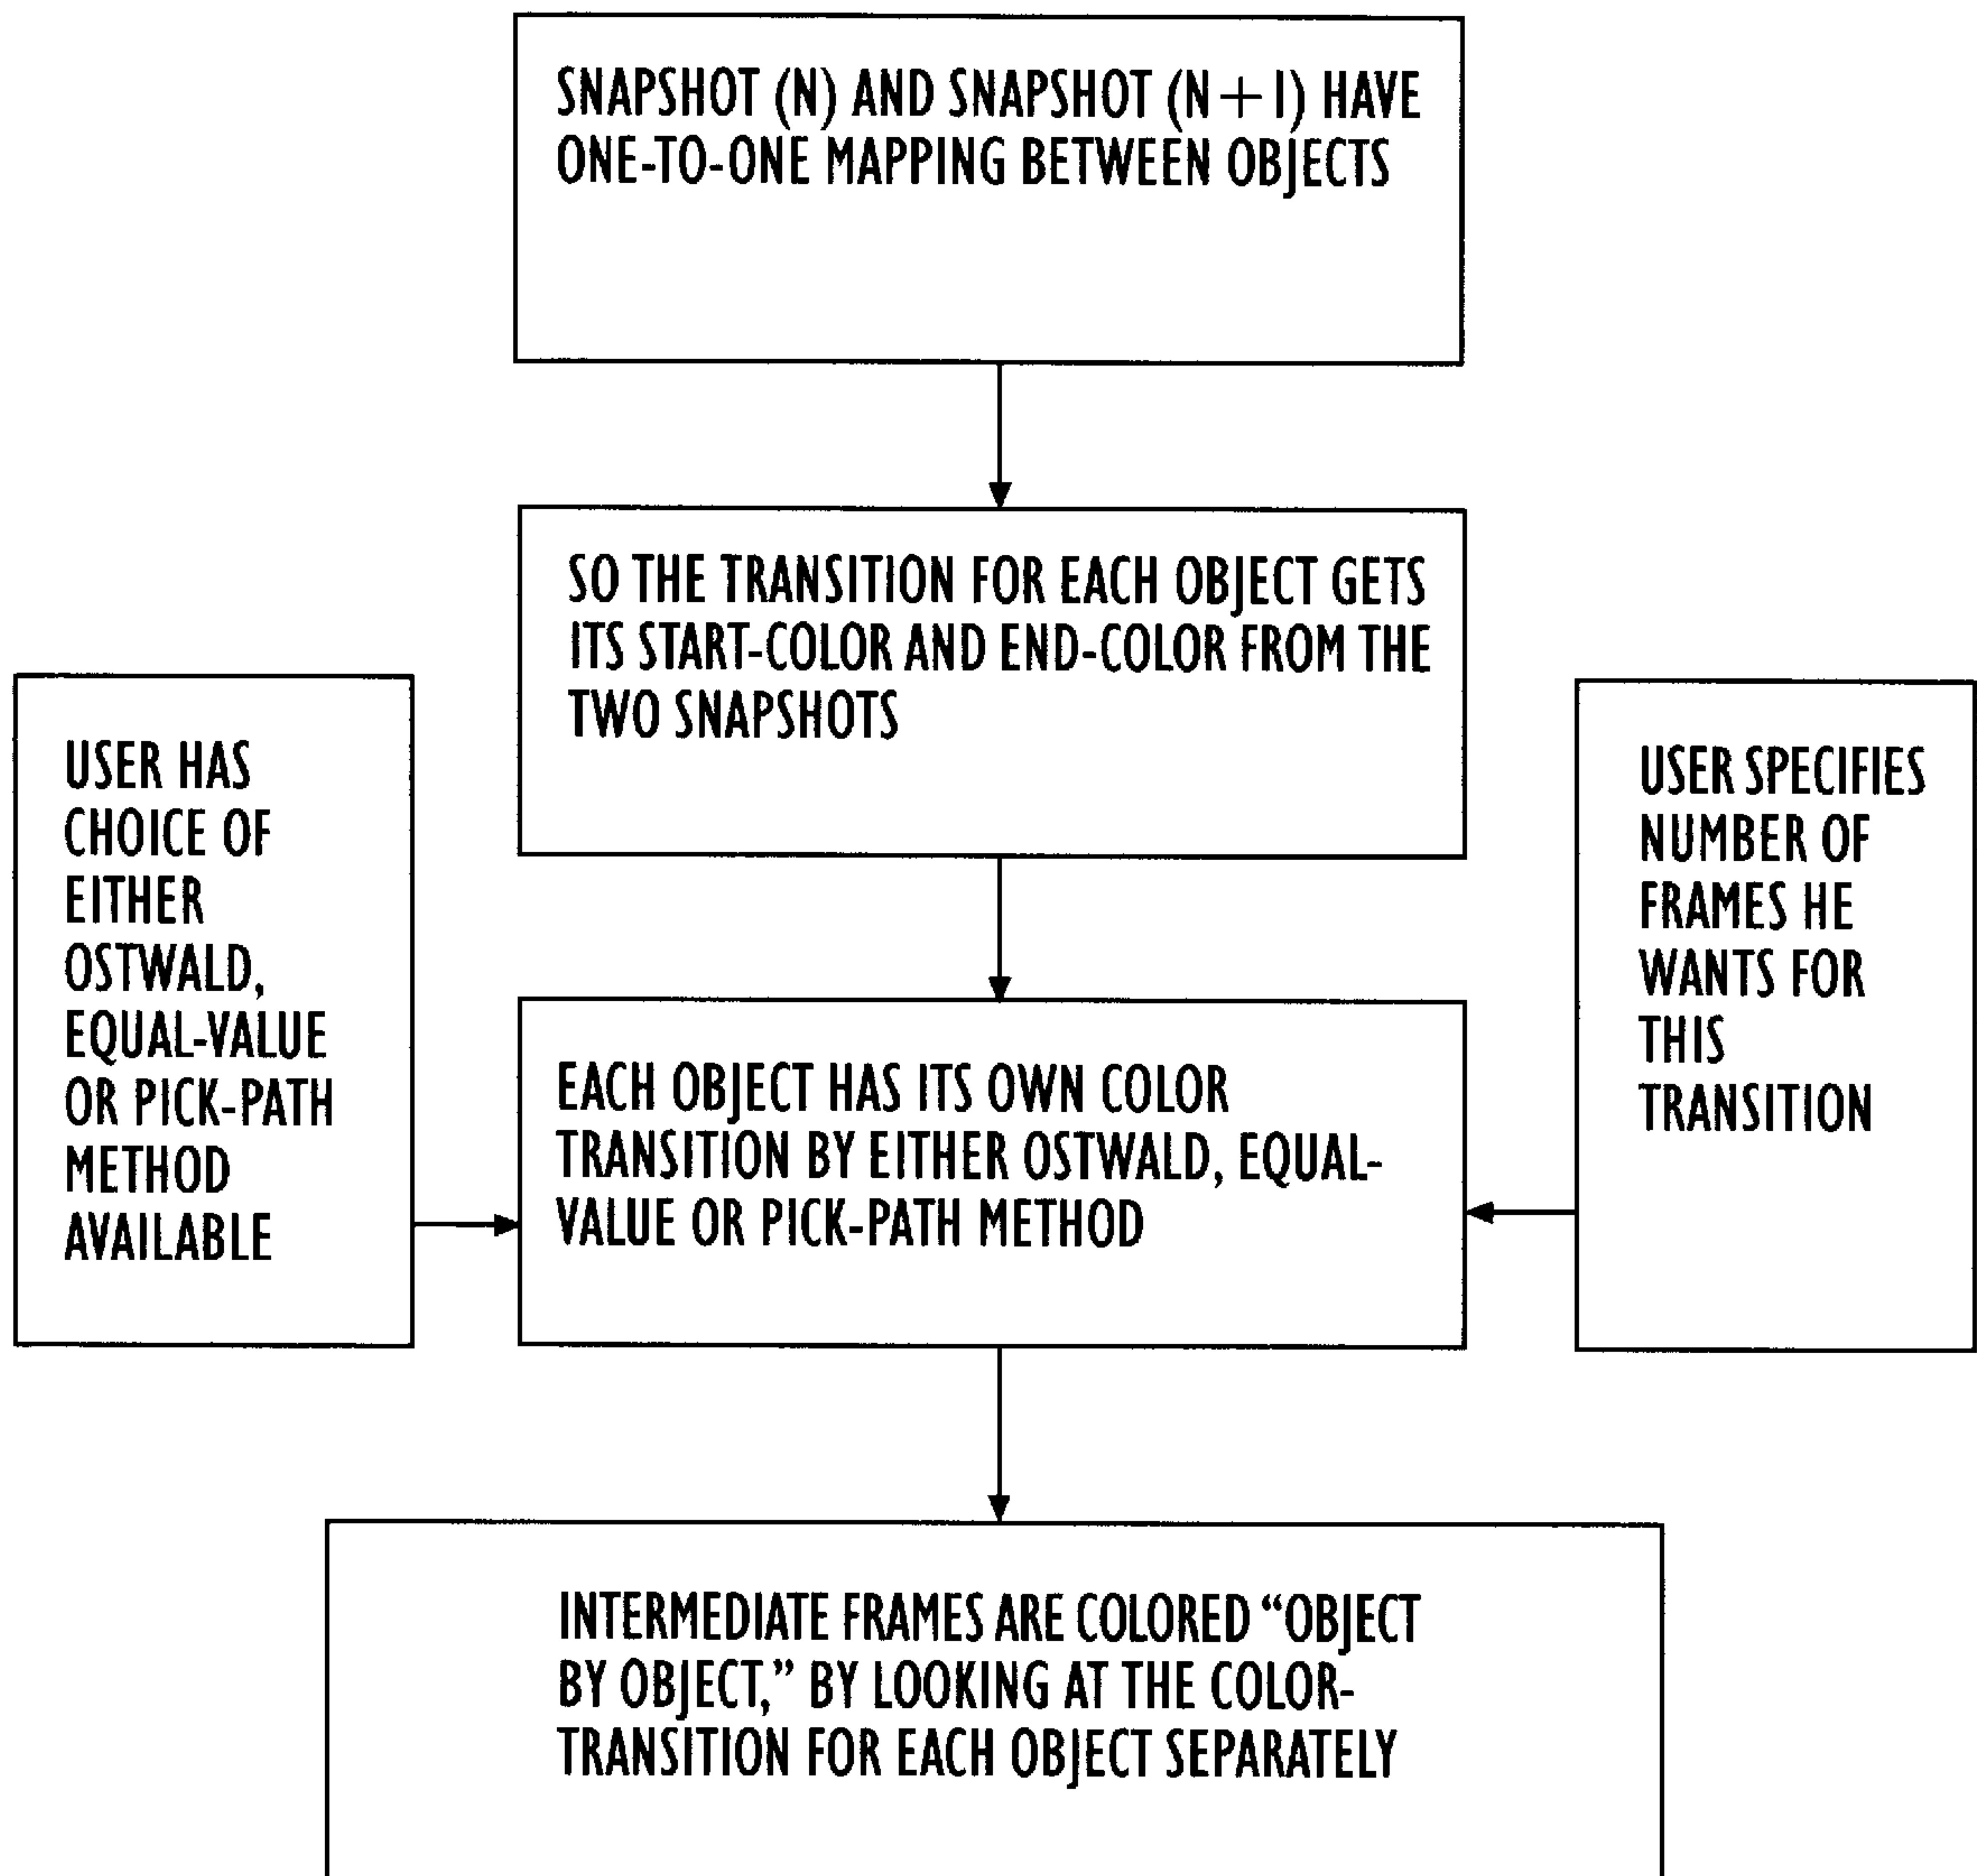 SNAPSHOT (N) AND SNAPSHOT (N + 1) HAVE
ONE-TO-ONE MAPPING BETWEEN OBJECTS
SO THE TRANSITION FOR EACH OBJECT GETS
ITS START-COLOR AND END-COLOR FROM THE
TWO SNAPSHOTS
USER HAS
CHOICE OF
EITHER
OSTWALD,
EQUAL-VALUE
OR PICK-PATH
METHOD
AVAILABLE
USER SPECIFIES
NUMBER OF
FRAMES HE
WANTS FOR
THIS
TRANSITION
EACH OBJECT HAS ITS OWN COLOR
TRANSITION BY EITHER OSTWALD, EQUAL-
VALUE OR PICK-PATH METHOD
INTERMEDIATE FRAMES ARE COLORED “OBJECT
BY OBJECT,” BY LOOKING AT THE COLOR-
TRANSITION FOR EACH OBJECT SEPARATELY